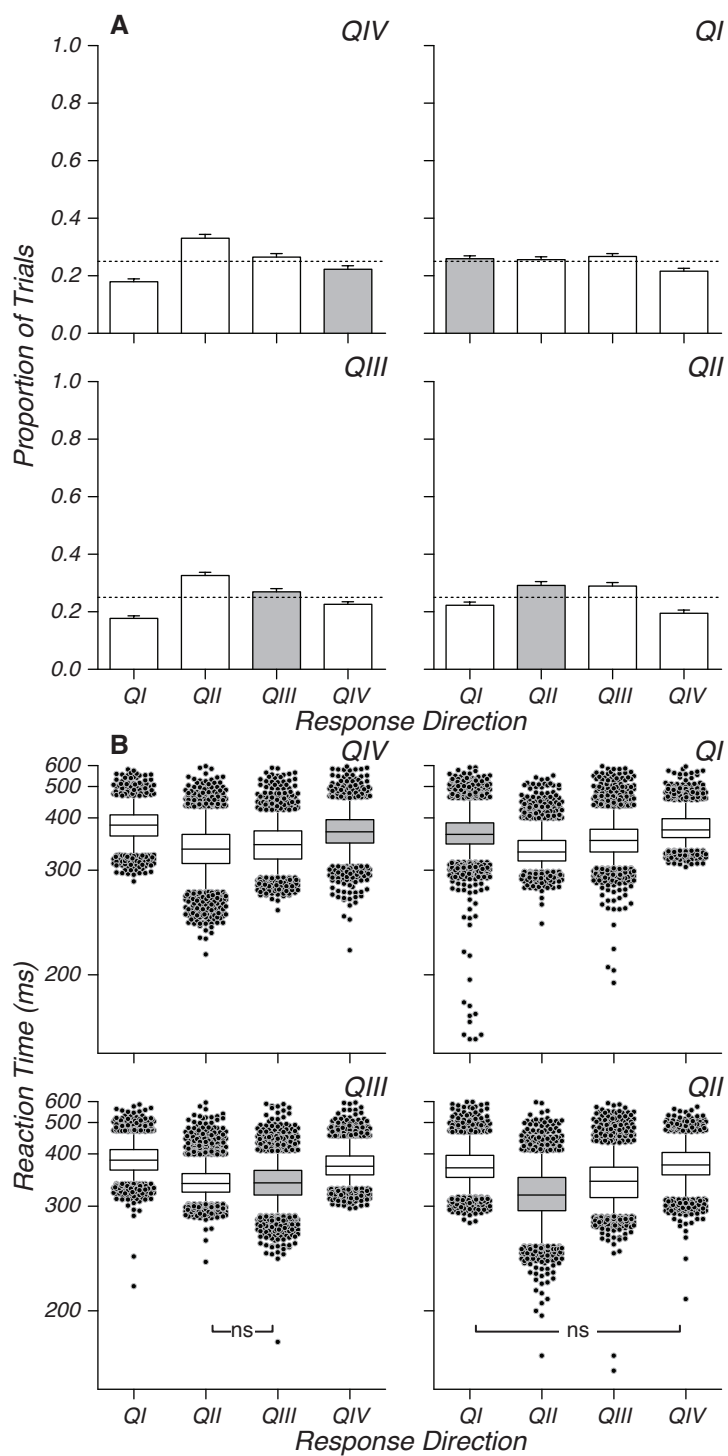 A
QIV
QI
1.0
0.8
0.6
0.4
0.2
0.0
QIII
QII
Proportion of Trials
1.0
0.8
0.6
0.4
0.2
0.0
QI QII QIII QIV QI QII QIII QIV
Response Direction
B
QIV
QI
600
500
400
300
200
QIII
QII
Reaction Time (ms)
600
500
400
300
200
ns
ns
QI QII QIII QIV QI QII QIII QIV
Response Direction